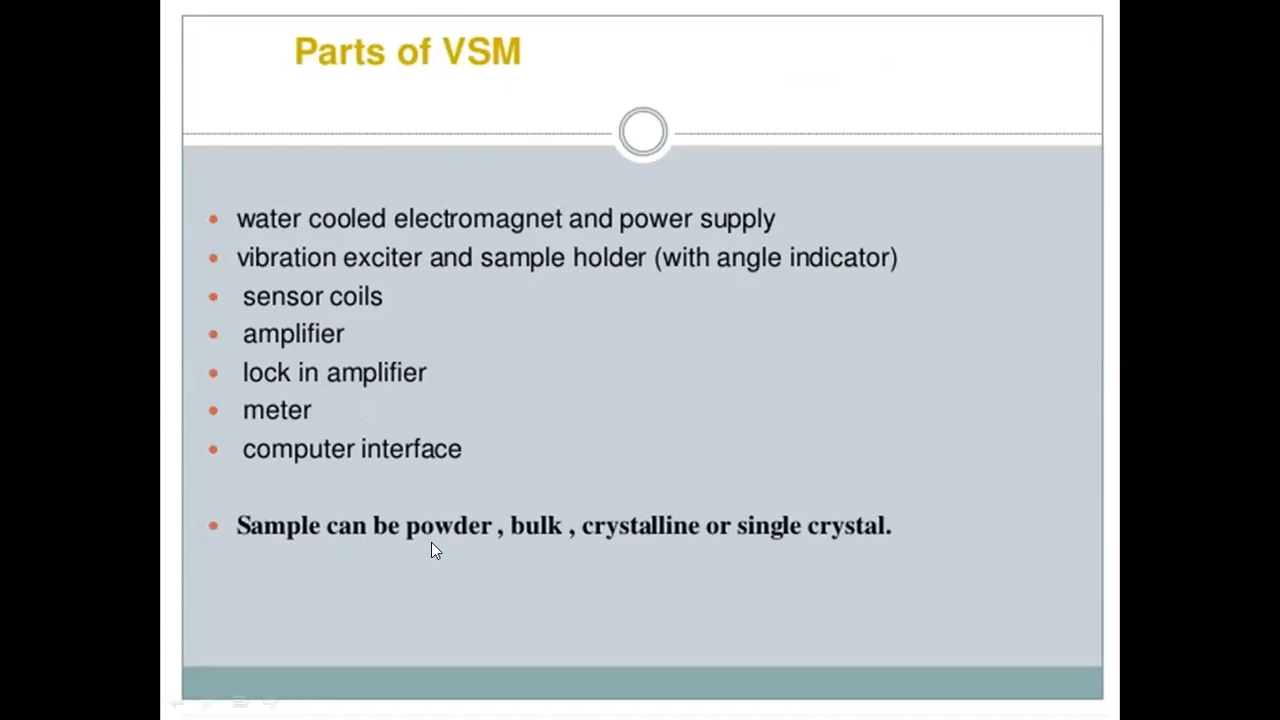 Parts of VSM
• water cooled electromagnet and power supply
• vibration exciter and sample holder (with angle indicator)
• sensor coils
• amplifier
• lock in amplifier
• meter
• computer interface
• Sample can be powder , bulk , crystalline or single crystal.